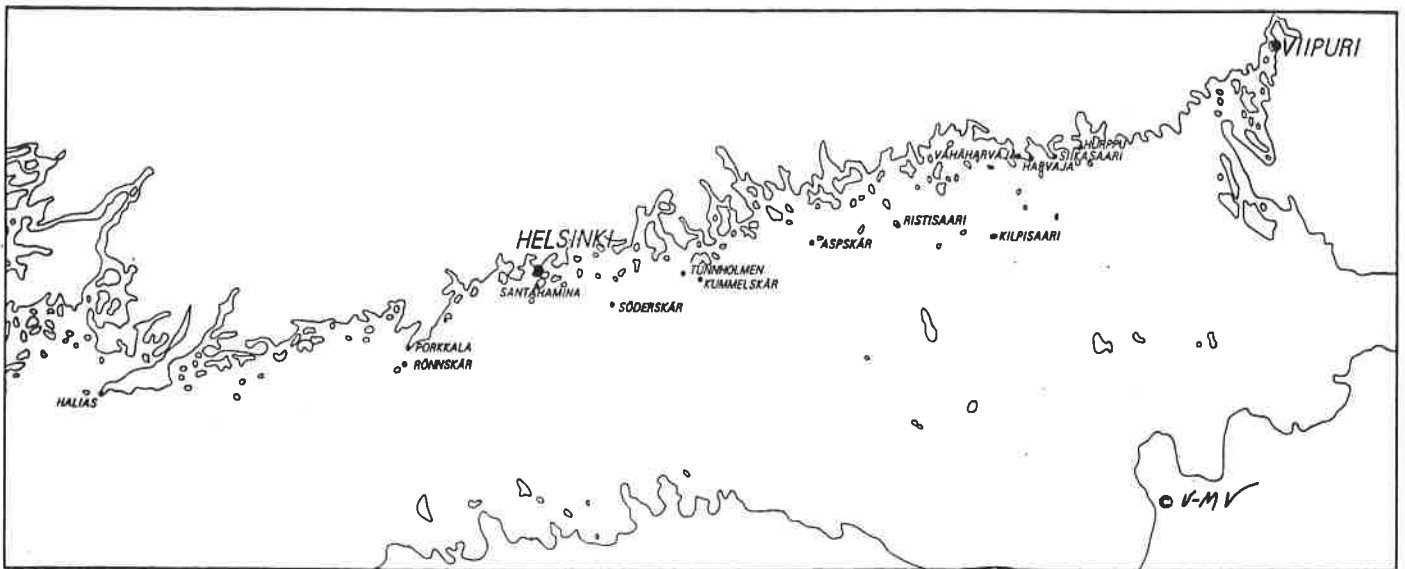 VIIPURI
HURPPU
VÄHÄHARVAJA
SIIKASAARI
HARVAJA
RISTISAARI
HELSINKI
ASPSKÄR
KILPISAARI
TUNNHOLMEN
KUMMELSKÄR
SANTAHAMINA
SÖDERSKÄR
PORKKALA
RÖNNSKÄR
HALIAS
V-MV